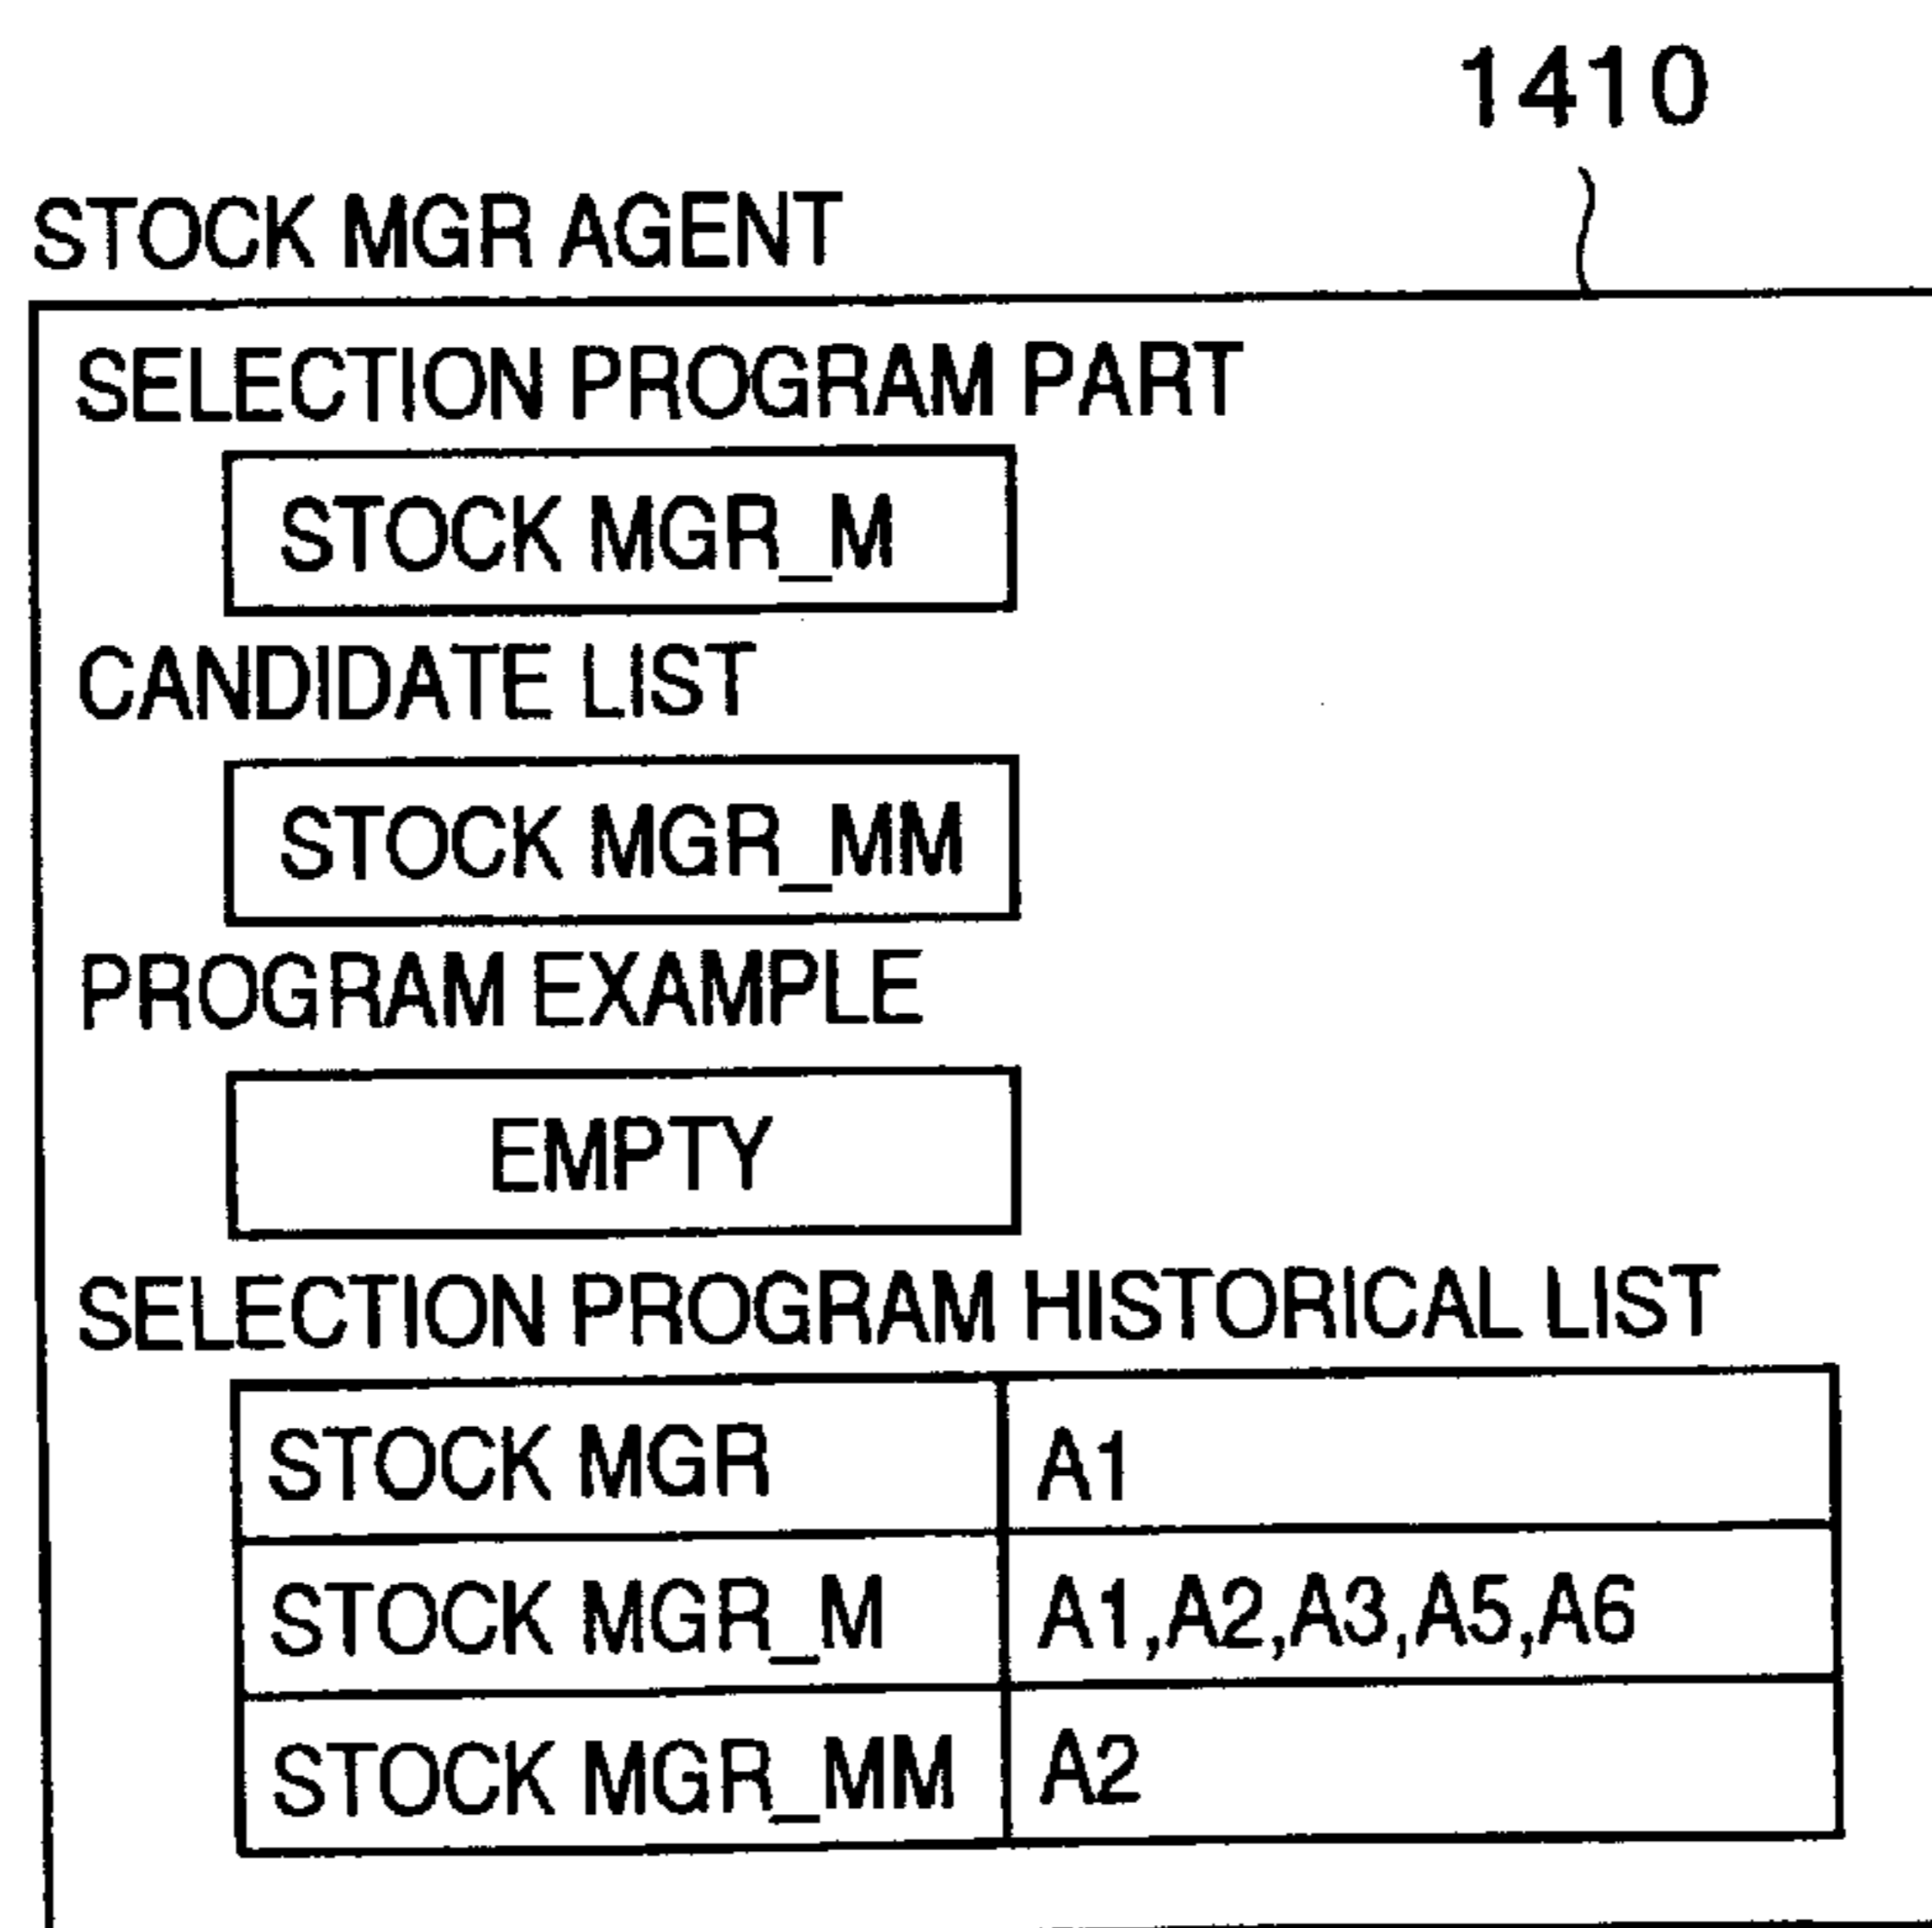 1410
STOCK MGR AGENT
SELECTION PROGRAM PART
STOCK MGR_M
CANDIDATE LIST
STOCK MGR_MM
PROGRAM EXAMPLE
EMPTY
SELECTION PROGRAM HISTORICAL LIST
STOCK MGR A1
STOCK MGR_M A1,A2,A3,A5,A6
STOCK MGR_MM A2